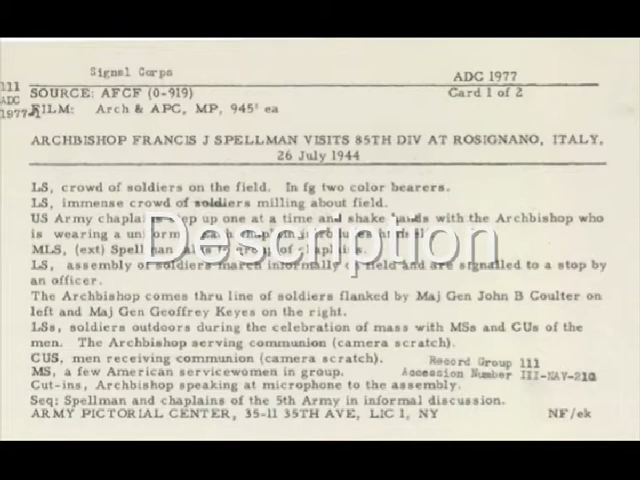 Signal Corps
ADC 1977
111
ADC
1977-1
SOURCE: AFCF (0-919)
Card 1 of 2
FILM: Arch & APC, MP, 945' ea
ARCHBISHOP FRANCIS J SPELLMAN VISITS 85TH DIV AT ROSIGNANO, ITALY,
26 July 1944
LS, crowd of soldiers on the field. In fg two color bearers.
LS, immense crowd of soldiers milling about field.
US Army chaplains step up one at a time and shake hands with the Archbishop who
is wearing a uniform.
Description
MLS, (ext) Spellman talks to group of chaplains.
LS, assembly of soldiers march informally of field and are signalled to a stop by
an officer.
The Archbishop comes thru line of soldiers flanked by Maj Gen John B Coulter on
left and Maj Gen Geoffrey Keyes on the right.
LSs, soldiers outdoors during the celebration of mass with MSs and CUs of the
men. The Archbishop serving communion (camera scratch).
CUS, men receiving communion (camera scratch).
Record Group 111
MS, a few American servicewomen in group.
Accession Number III-NAV-210
Cut-ins, Archbishop speaking at microphone to the assembly.
Seq: Spellman and chaplains of the 5th Army in informal discussion.
ARMY PICTORIAL CENTER, 35-11 35TH AVE, LIC 1, NY
NF/ek